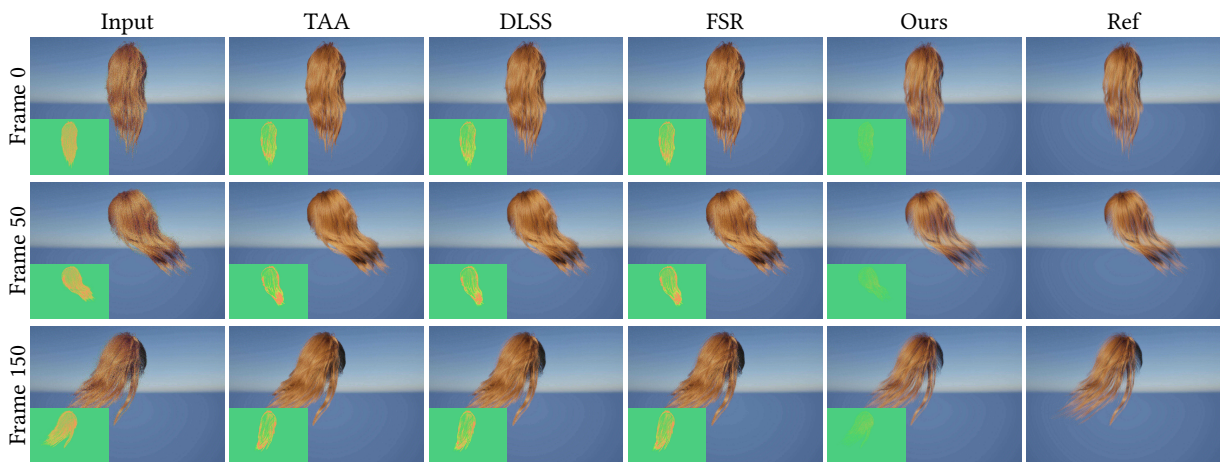 Input TAA DLSS FSR Ours Ref
Frame 0
Frame 50
Frame 150